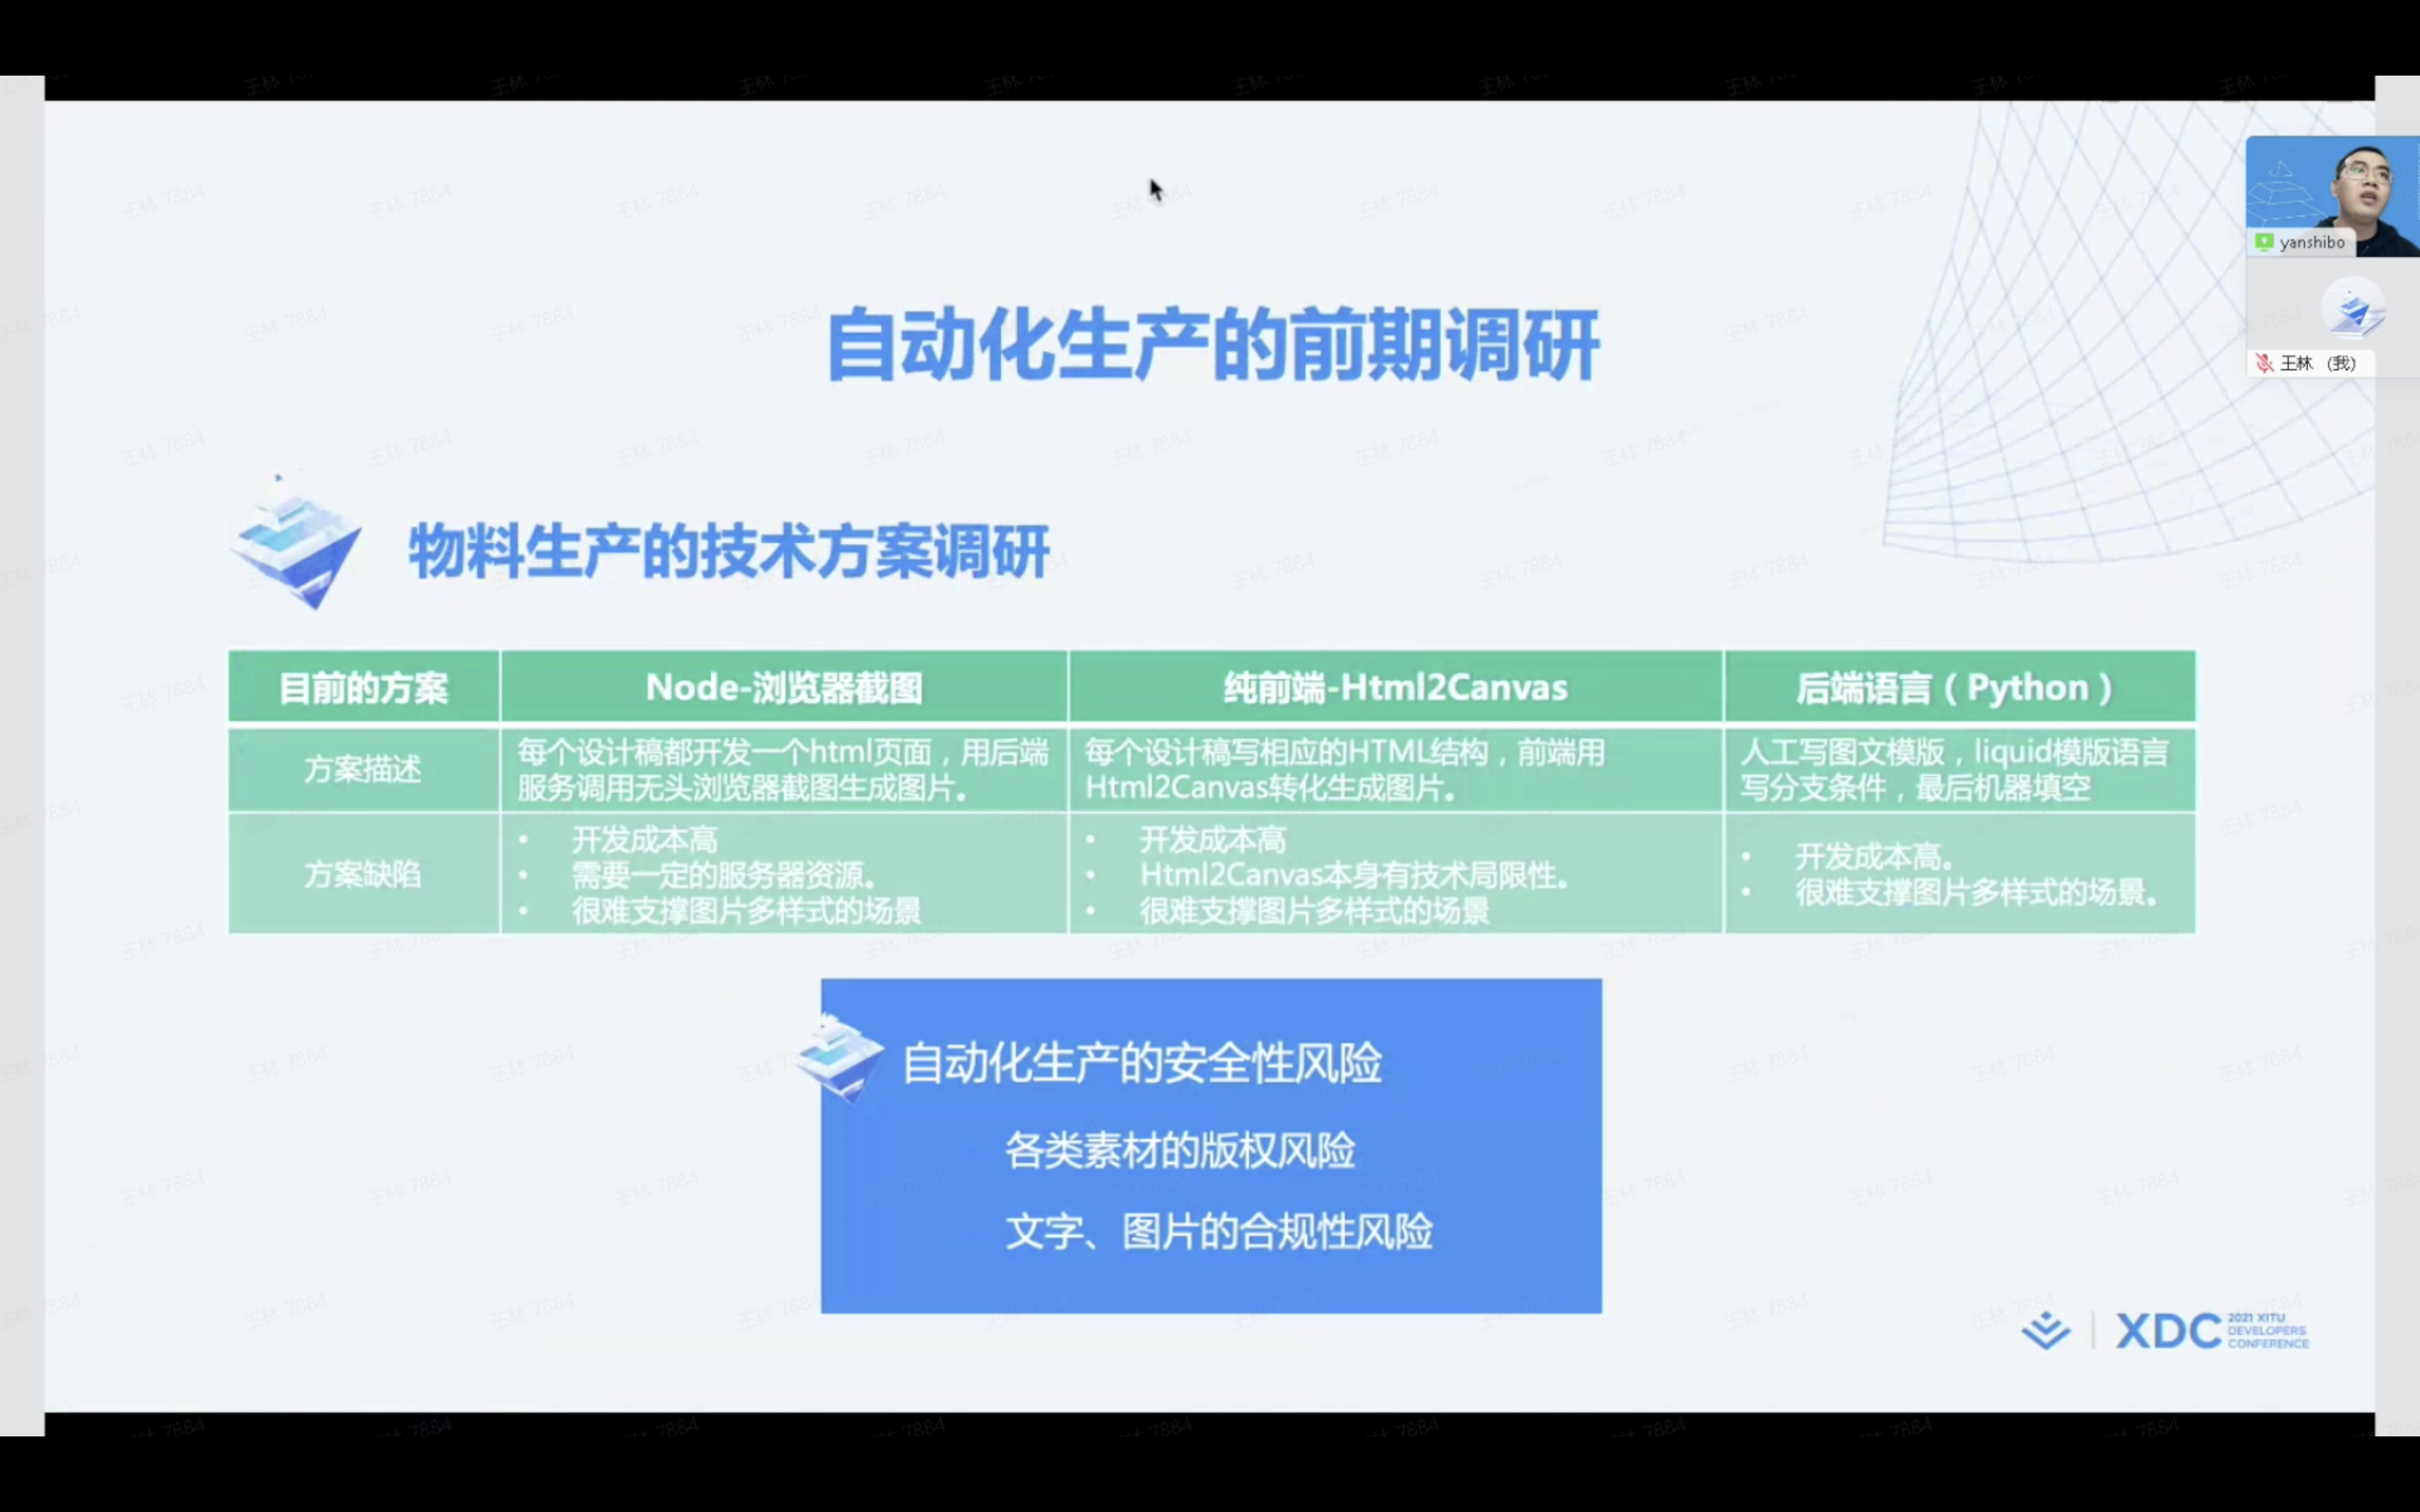 自动化生产的前期调研
yanshibo
王林 (我)
物料生产的技术方案调研
目前的方案
Node-浏览器截图
纯前端-Html2Canvas
后端语言（Python）
方案描述
每个设计稿都开发一个html页面，用后端
服务调用无头浏览器截图生成图片。
每个设计稿写相应的HTML结构，前端用
Html2Canvas转化生成图片。
人工写图文模版，liquid模版语言
写分支条件，最后机器填空
方案缺陷
• 开发成本高
• 需要一定的服务器资源。
• 很难支撑图片多样式的场景
• 开发成本高
• Html2Canvas本身有技术局限性。
• 很难支撑图片多样式的场景
• 开发成本高。
• 很难支撑图片多样式的场景。
自动化生产的安全性风险
各类素材的版权风险
文字、图片的合规性风险
XDC
2021 XITU
DEVELOPERS
CONFERENCE
王林 7884